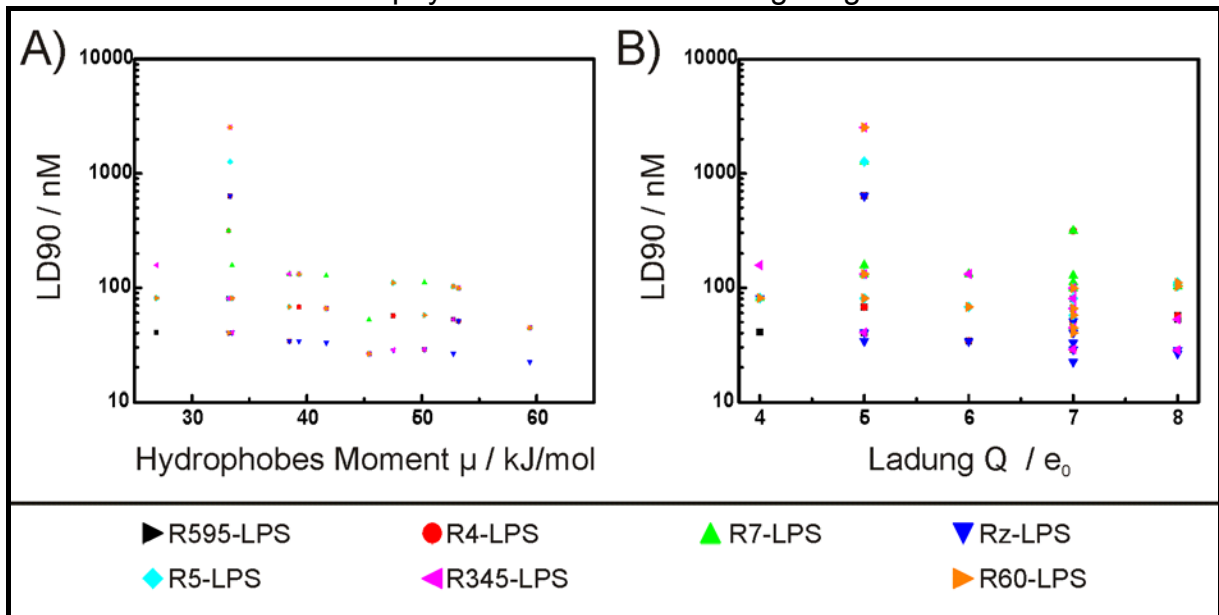 A)
B)
10000
1000
100
10
LD90 / nM
30 40 50 60
Hydrophobes Moment µ / kJ/mol
10000
1000
100
10
LD90 / nM
4 5 6 7 8
Ladung Q / e₀
R595-LPS R4-LPS R7-LPS Rz-LPS
R5-LPS R345-LPS R60-LPS